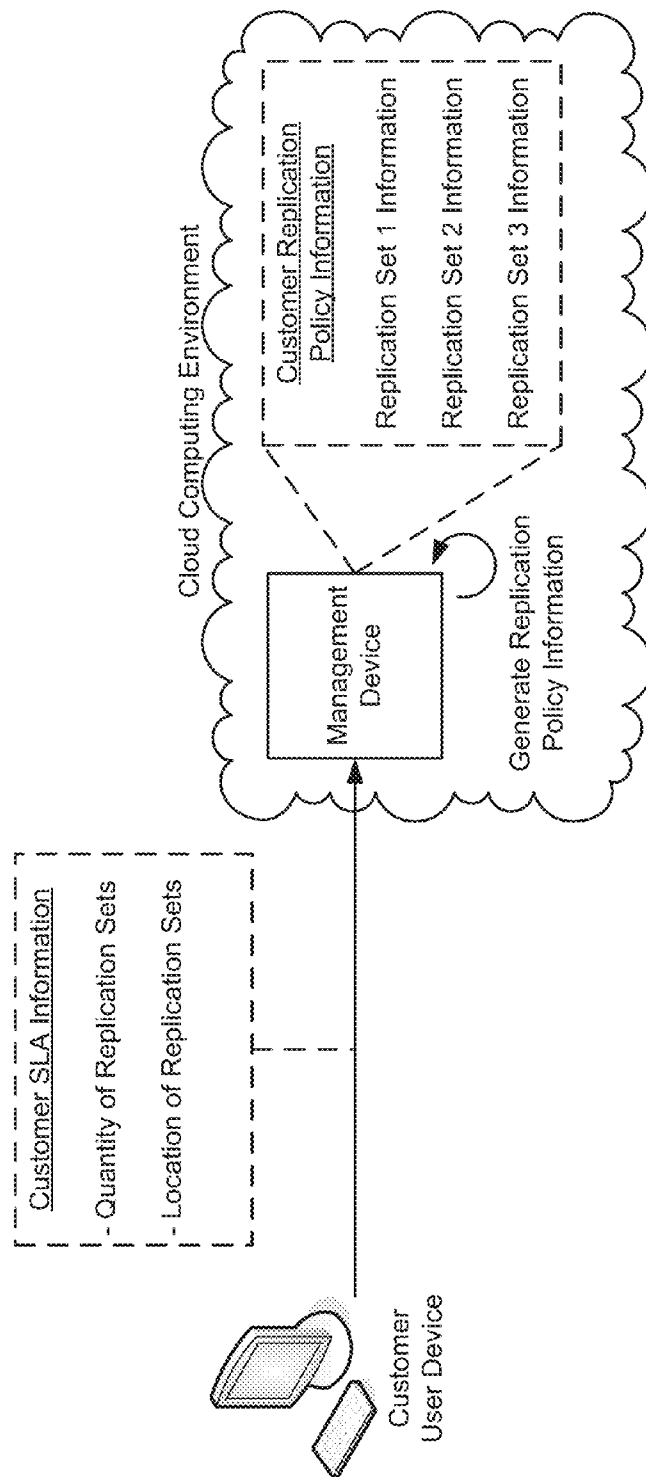 Customer SLA Information
- Quantity of Replication Sets
- Location of Replication Sets
Customer
User Device
Cloud Computing Environment
Management
Device
Generate Replication
Policy Information
Customer Replication
Policy Information
Replication Set 1 Information
Replication Set 2 Information
Replication Set 3 Information